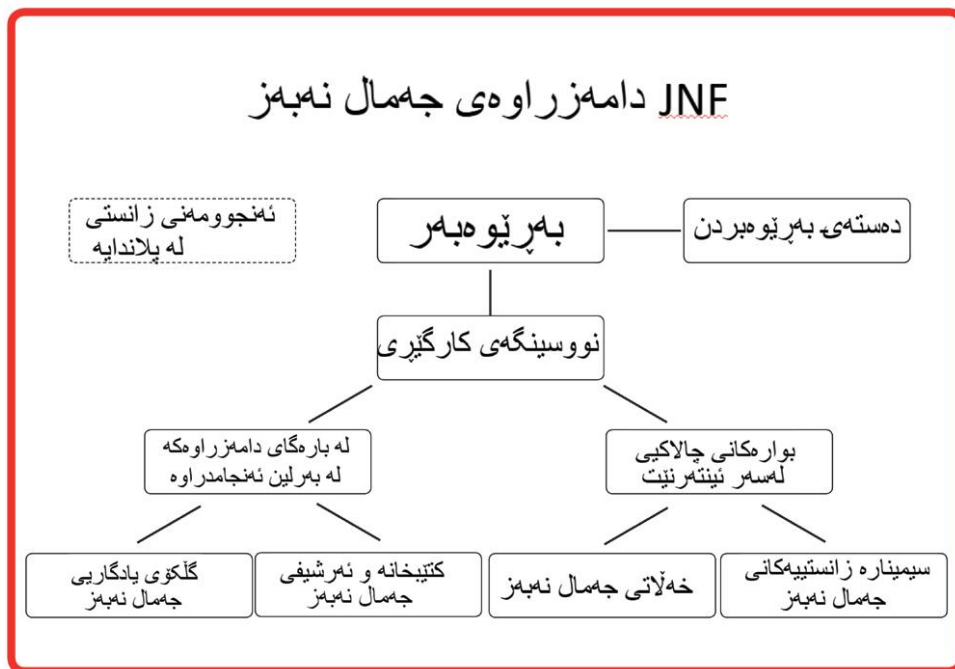 JNF دامەزراوەی جەمال نەبەز
دەستەی بەڕێوەبردن
بەڕێوەبەر
ئەنجوومەنی زانستی
لە پلاندایە
نووسینگەی کارگێڕی
بوارەکانی چالاکیی
لەسەر ئینتەرنێت
لە بارەگای دامەزراوەکە
لە بەرلین ئەنجامدراوە
سیمینارە زانستییەکانی
جەمال نەبەز
خەڵاتی جەمال نەبەز
کتێبخانە و ئەرشیفی
جەمال نەبەز
گڵکۆی یادگاریی
جەمال نەبەز